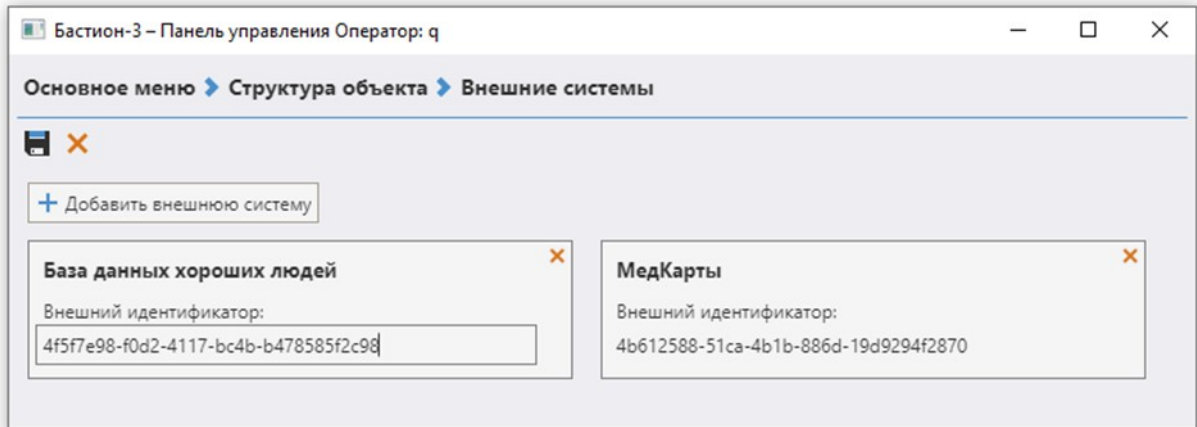 Бастион-3 – Панель управления Оператор: q
Основное меню Структура объекта Внешние системы
Добавить внешнюю систему
База данных хороших людей
Внешний идентификатор:
4f5f7e98-f0d2-4117-bc4b-b478585f2c98
МедКарты
Внешний идентификатор:
4b612588-51ca-4b1b-886d-19d9294f2870